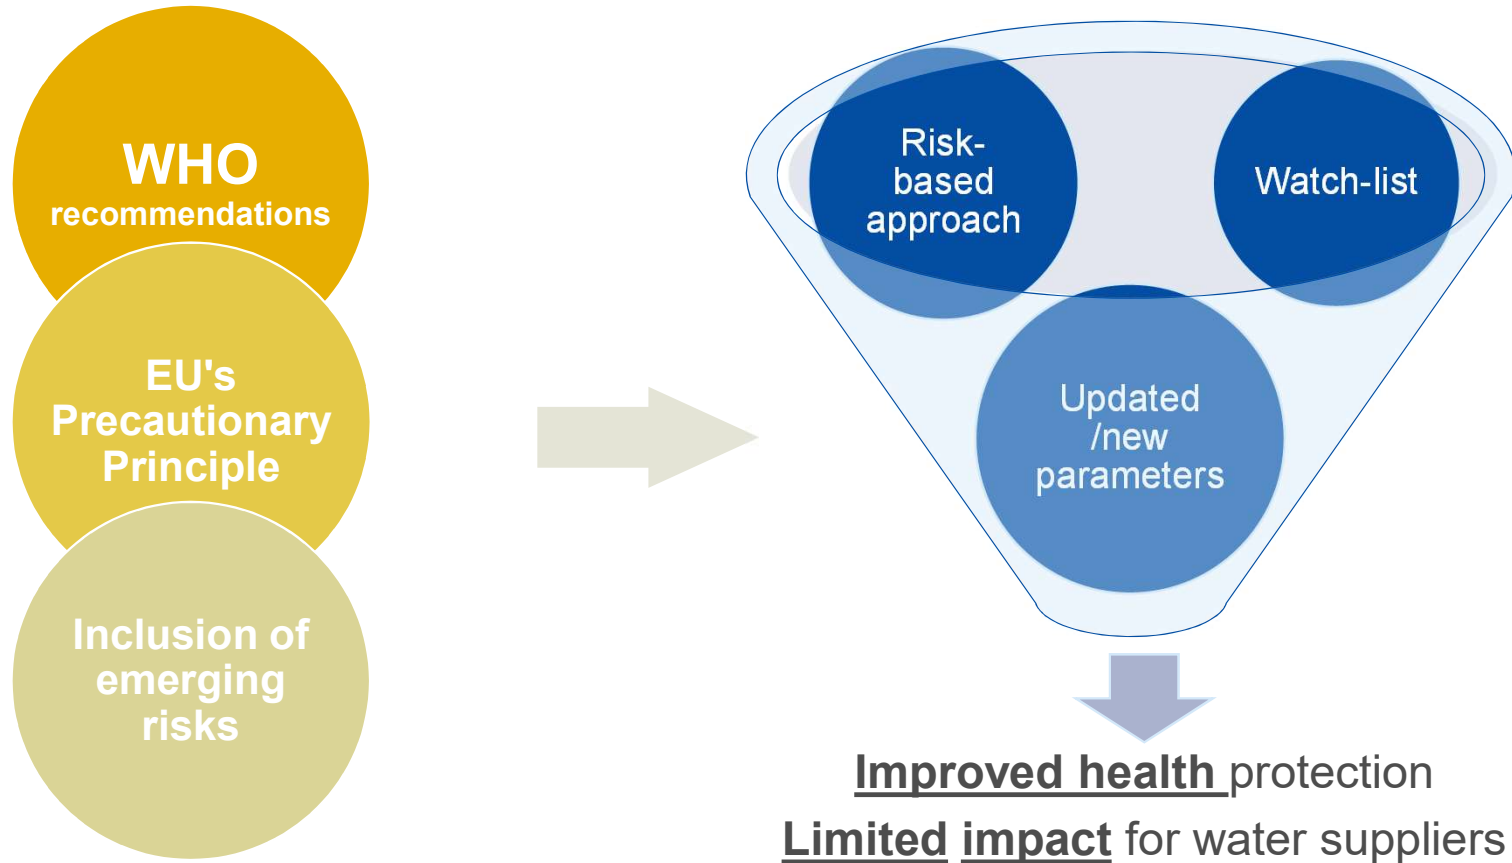 WHO
recommendations
EU's
Precautionary
Principle
Inclusion of
emerging
risks
Risk-
based
approach
Watch-list
Updated
/new
parameters
Improved health protection
Limited impact for water suppliers